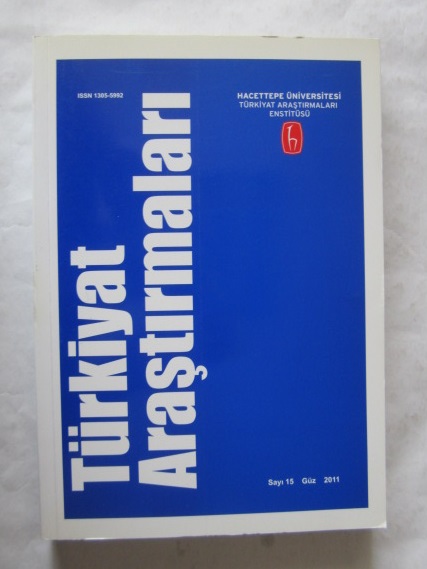 ISSN 1305-5992
HACETTEPE ÜNİVERSİTESİ
TÜRKİYAT ARAŞTIRMALARI
ENSTİTÜSÜ
Türkiyat
Araştırmaları
Sayı 15 Güz 2011